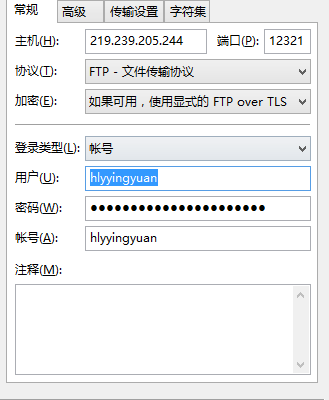 常规 高级 传输设置 字符集
主机(H): 219.239.205.244 端口(P): 12321
协议(T): FTP - 文件传输协议
加密(E): 如果可用，使用显式的 FTP over TLS
登录类型(L): 帐号
用户(U): hlyyingyuan
密码(W): ●●●●●●●●●●●●●●●●●●●●●●
帐号(A): hlyyingyuan
注释(M):